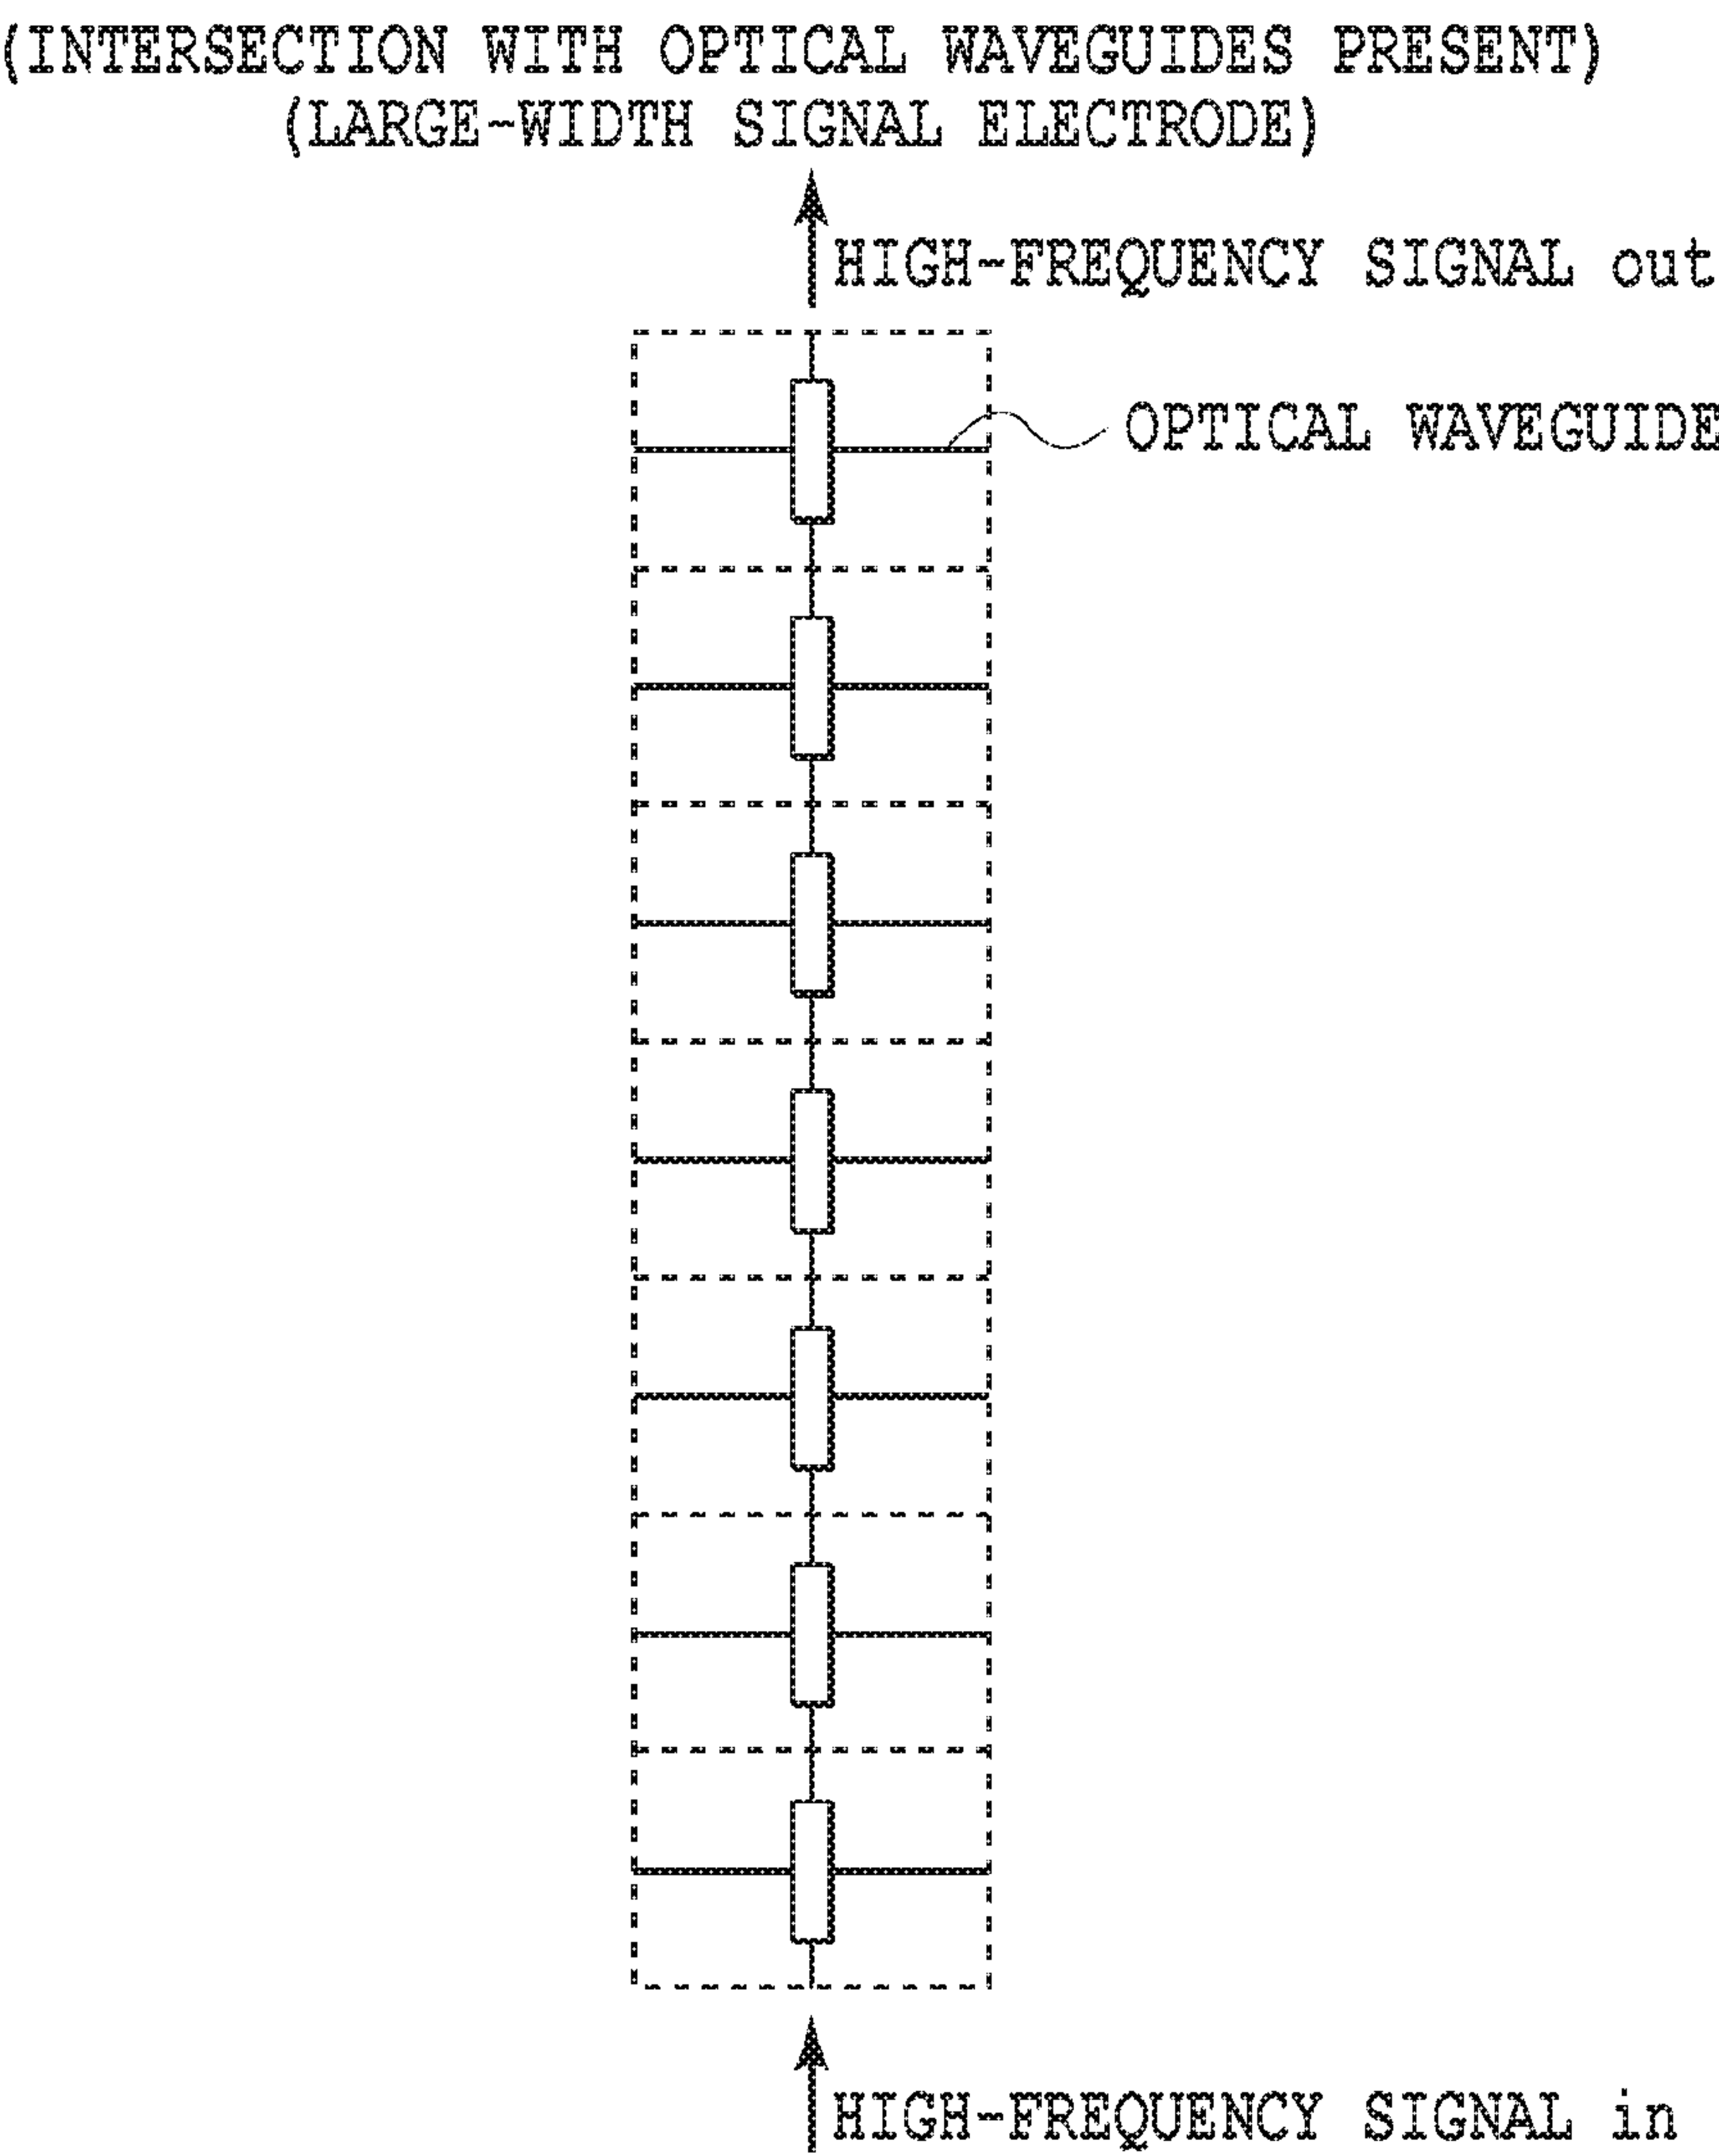 (INTERSECTION WITH OPTICAL WAVEGUIDES PRESENT)
(LARGE-WIDTH SIGNAL ELECTRODE)
HIGH-FREQUENCY SIGNAL out
OPTICAL WAVEGUIDE
HIGH-FREQUENCY SIGNAL in